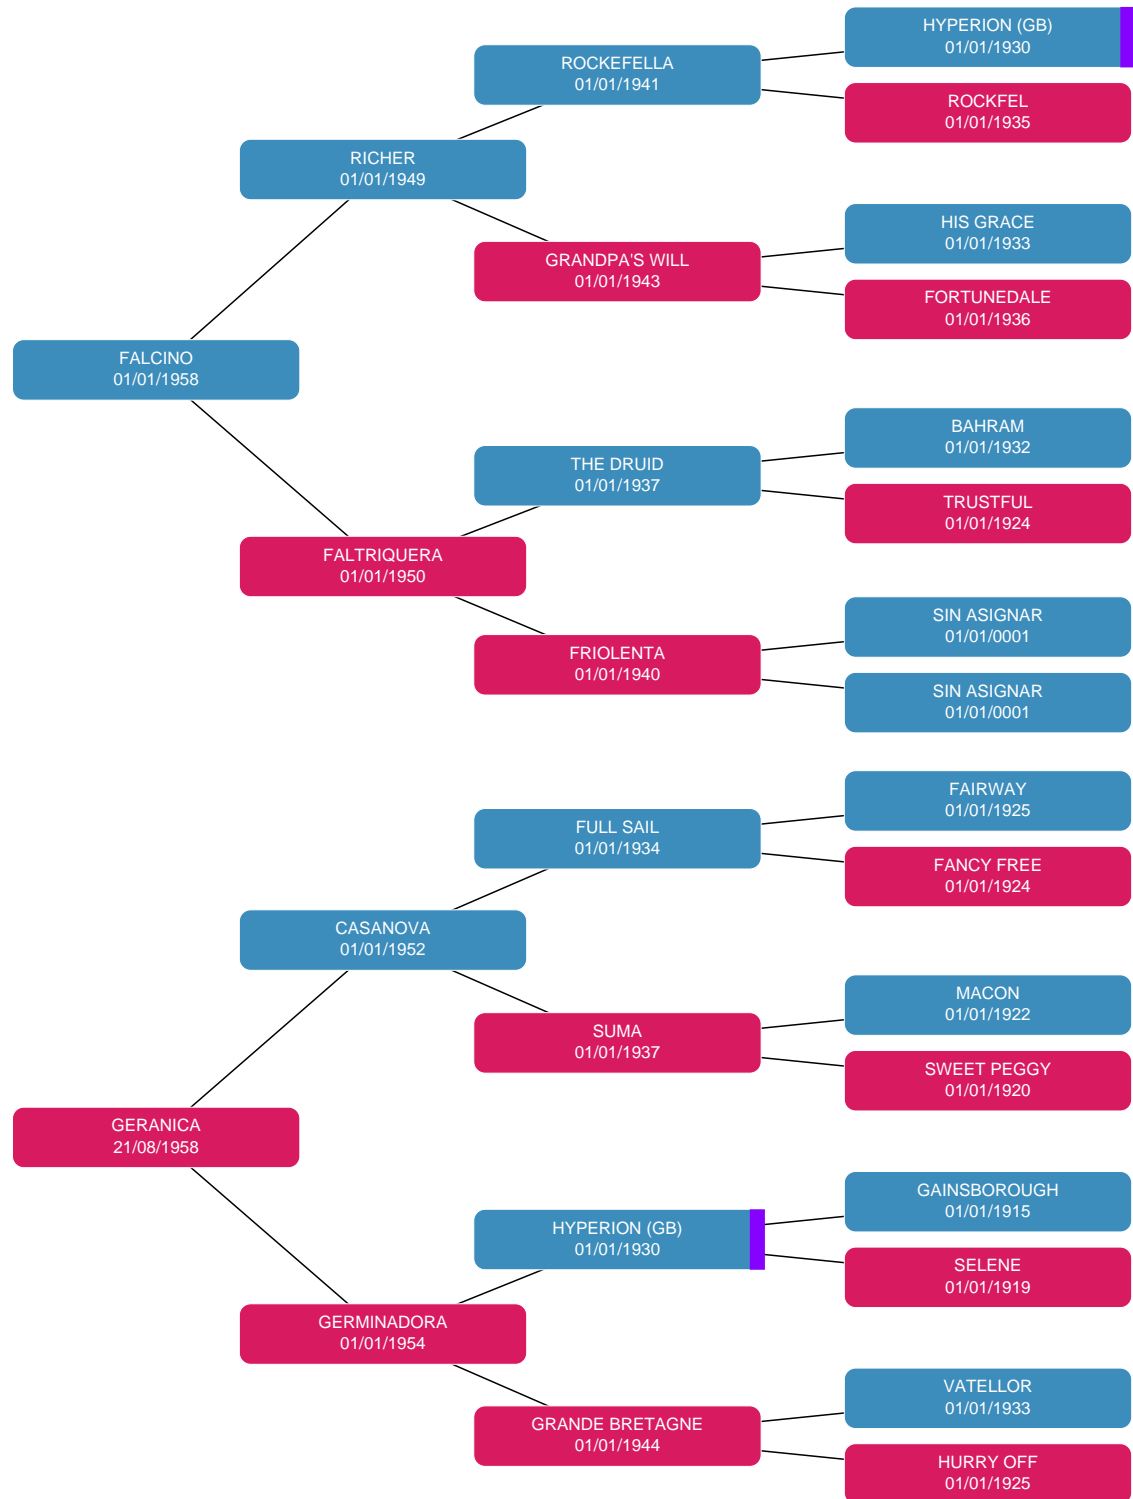 HYPERION (GB)
01/01/1930
ROCKEFELLA
01/01/1941
ROCKFEL
01/01/1935
RICHER
01/01/1949
HIS GRACE
01/01/1933
GRANDPA'S WILL
01/01/1943
FORTUNEDALE
01/01/1936
FALCINO
01/01/1958
BAHRAM
01/01/1932
THE DRUID
01/01/1937
TRUSTFUL
01/01/1924
FALTRIQUERA
01/01/1950
SIN ASIGNAR
01/01/0001
FRIOLENTA
01/01/1940
SIN ASIGNAR
01/01/0001
FAIRWAY
01/01/1925
FULL SAIL
01/01/1934
FANCY FREE
01/01/1924
CASANOVA
01/01/1952
MACON
01/01/1922
SUMA
01/01/1937
SWEET PEGGY
01/01/1920
GERANICA
21/08/1958
GAINSBOROUGH
01/01/1915
HYPERION (GB)
01/01/1930
SELENE
01/01/1919
GERMINADORA
01/01/1954
VATELLOR
01/01/1933
GRANDE BRETAGNE
01/01/1944
HURRY OFF
01/01/1925